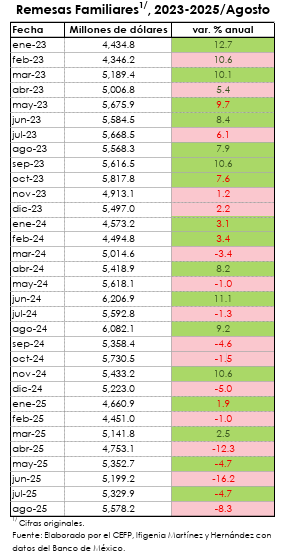 Remesas Familiares1/, 2023-2025/Agosto
Fecha Millones de dólares var. % anual
ene-23 4,434.8 12.7
feb-23 4,346.2 10.6
mar-23 5,189.4 10.1
abr-23 5,006.8 5.4
may-23 5,675.9 9.7
jun-23 5,584.5 8.4
jul-23 5,668.5 6.1
ago-23 5,568.3 7.9
sep-23 5,616.5 10.6
oct-23 5,817.8 7.6
nov-23 4,913.1 1.2
dic-23 5,497.0 2.2
ene-24 4,573.2 3.1
feb-24 4,494.8 3.4
mar-24 5,014.6 -3.4
abr-24 5,418.9 8.2
may-24 5,618.1 -1.0
jun-24 6,206.9 11.1
jul-24 5,592.8 -1.3
ago-24 6,082.1 9.2
sep-24 5,358.4 -4.6
oct-24 5,730.5 -1.5
nov-24 5,433.2 10.6
dic-24 5,223.0 -5.0
ene-25 4,660.9 1.9
feb-25 4,451.0 -1.0
mar-25 5,141.8 2.5
abr-25 4,753.1 -12.3
may-25 5,352.7 -4.7
jun-25 5,199.2 -16.2
jul-25 5,329.9 -4.7
ago-25 5,578.2 -8.3
1/ Cifras originales.
Fuente: Elaborado por el CEFP, Ifigenia Martínez y Hernández con
datos del Banco de México.